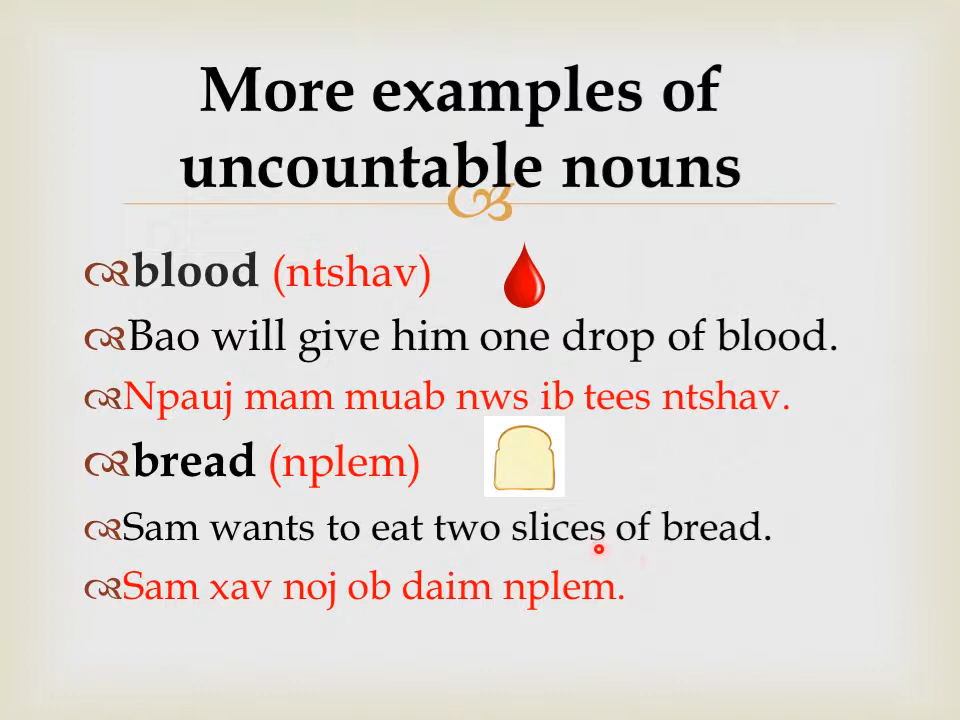 More examples of
uncountable nouns
blood (ntshav)
Bao will give him one drop of blood.
Npauj mam muab nws ib tees ntshav.
bread (nplem)
Sam wants to eat two slices of bread.
Sam xav noj ob daim nplem.